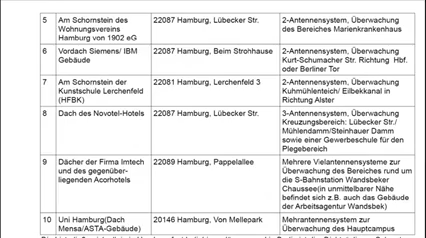 5 Am Schornstein des 22087 Hamburg, Lübecker Str. 2-Antennensystem, Überwachung
Wohnungsvereins des Bereiches Marienkrankenhaus
Hamburg von 1902 eG
6 Vordach Siemens/ IBM 22087 Hamburg, Beim Strohhause 2-Antennensystem, Überwachung
Gebäude Kurt-Schumacher Str. Richtung Hbf.
oder Berliner Tor
7 Am Schornstein der 22081 Hamburg, Lerchenfeld 3 2-Antennensystem, Überwachung
Kunstschule Lerchenfeld Kuhmühlenteich/ Eilbekkanal in
(HFBK) Richtung Alster
8 Dach des Novotel-Hotels 22087 Hamburg, Lübecker Str. 3-Antennensystem, Überwachung
Kreuzungsbereich: Lübecker Str./
Mühlendamm/Steinhauer Damm
sowie einer Gewerbeschule für den
Plegebereich
9 Dächer der Firma Imtech 22089 Hamburg, Pappelallee Mehrere Vielantennensysteme zur
und des gegenüber- Überwachung des Bereiches rund um
liegenden Acorhotels die S-Bahnstation Wandsbeker
Chaussee(in unmittelbarer Nähe
befindet sich z.B. auch das Gebäude
der Arbeitsagentur Wandsbek)
10 Uni Hamburg(Dach 20146 Hamburg, Von Mellepark Mehrantennensystem zur
Mensa/ASTA-Gebäude) Überwachung des Hauptcampus